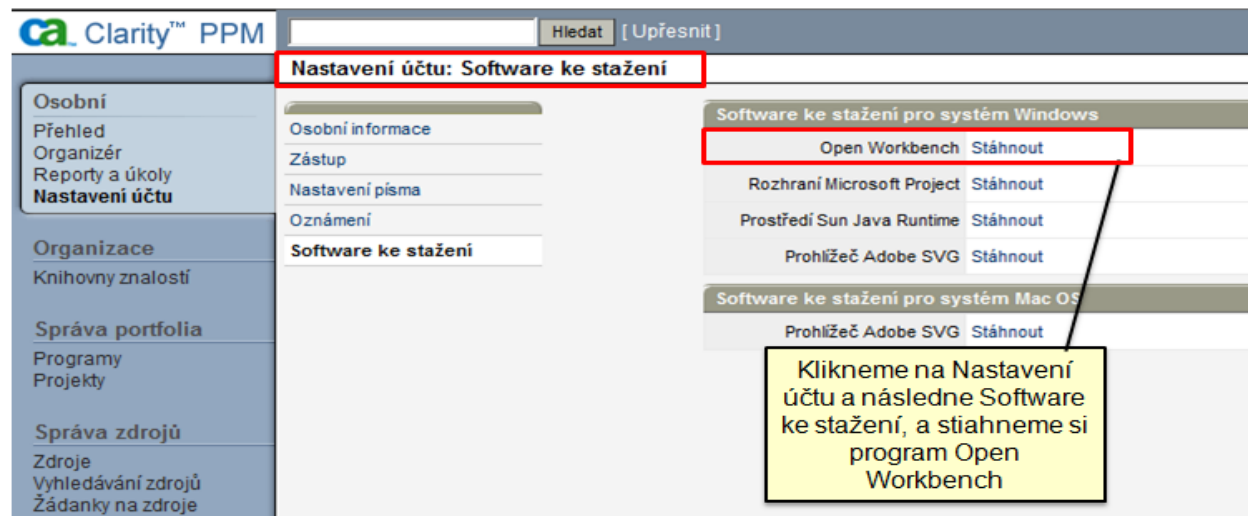 ca Clarity™ PPM
Hledat [ Upřesnit ]
Nastavení účtu: Software ke stažení
Osobní
Přehled
Organizér
Reporty a úkoly
Nastavení účtu
Organizace
Knihovny znalostí
Správa portfolia
Programy
Projekty
Správa zdrojů
Zdroje
Vyhledávání zdrojů
Žádanky na zdroje
Osobní informace
Zástup
Nastavení písma
Oznámení
Software ke stažení
Software ke stažení pro systém Windows
Open Workbench Stáhnout
Rozhraní Microsoft Project Stáhnout
Prostředí Sun Java Runtime Stáhnout
Prohlížeč Adobe SVG Stáhnout
Software ke stažení pro systém Mac OS
Prohlížeč Adobe SVG Stáhnout
Klikneme na Nastavení
účtu a následne Software
ke stažení, a stiahneme si
program Open
Workbench